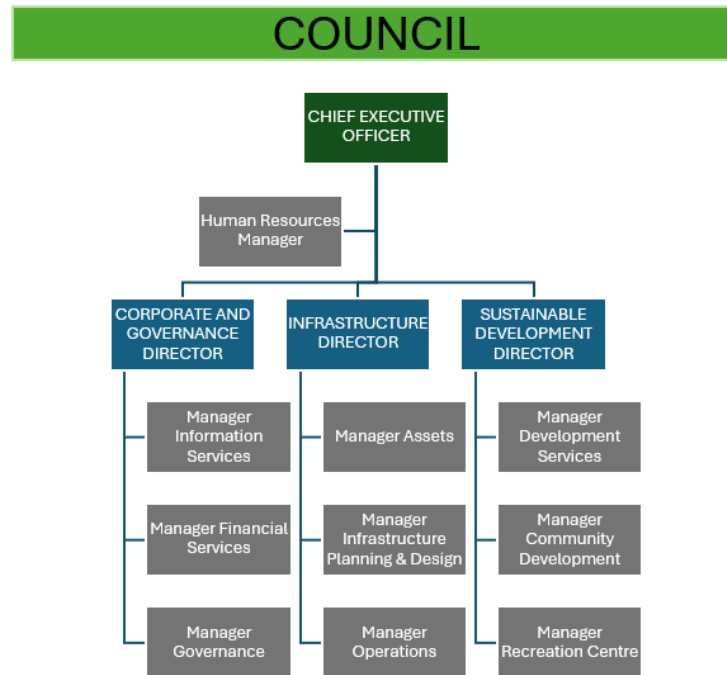 COUNCIL
CHIEF EXECUTIVE
OFFICER
Human Resources
Manager
CORPORATE AND
GOVERNANCE
DIRECTOR
INFRASTRUCTURE
DIRECTOR
SUSTAINABLE
DEVELOPMENT
DIRECTOR
Manager
Information
Services
Manager Assets
Manager
Development
Services
Manager Financial
Services
Manager
Infrastructure
Planning & Design
Manager
Community
Development
Manager
Governance
Manager
Operations
Manager
Recreation Centre